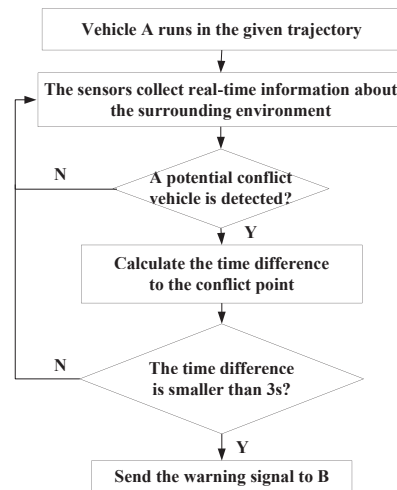 Vehicle A runs in the given trajectory
The sensors collect real-time information about
the surrounding environment
N
A potential conflict
vehicle is detected?
Y
Calculate the time difference
to the conflict point
N
The time difference
is smaller than 3s?
Y
Send the warning signal to B